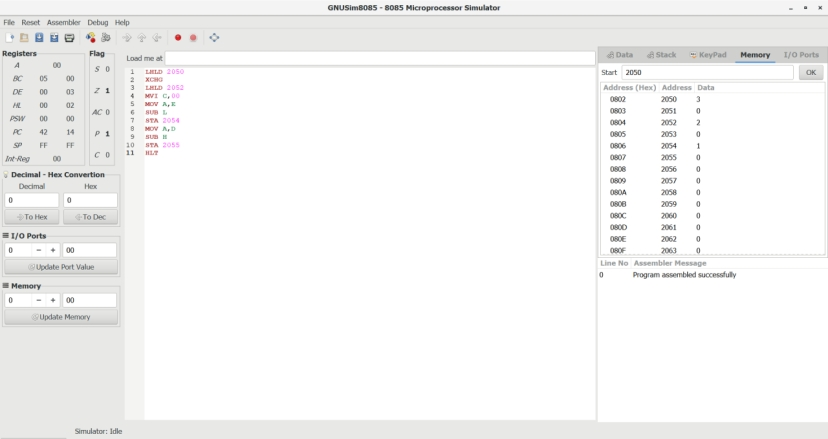 GNUSim8085 - 8085 Microprocessor Simulator
File Reset Assembler Debug Help
Registers
A 00
BC 05 00
DE 00 03
HL 00 02
PSW 00 00
PC 42 14
SP FF FF
Int-Reg 00
Flag
S 0
Z 1
AC 0
P 1
C 0
Decimal - Hex Convertion
Decimal Hex
0 0
To Hex To Dec
I/O Ports
0 - + 00
Update Port Value
Memory
0 - + 00
Update Memory
Load me at
1 LHLD 2050
2 XCHG
3 LHLD 2052
4 MVI C,00
5 MOV A,E
6 SUB L
7 STA 2054
8 MOV A,D
9 SUB H
10 STA 2055
11 HLT
Data Stack KeyPad Memory I/O Ports
Start 2050 OK
Address (Hex) Address Data
0802 2050 3
0803 2051 0
0804 2052 2
0805 2053 0
0806 2054 1
0807 2055 0
0808 2056 0
0809 2057 0
080A 2058 0
080B 2059 0
080C 2060 0
080D 2061 0
080E 2062 0
080F 2063 0
Line No Assembler Message
0 Program assembled successfully
Simulator: Idle